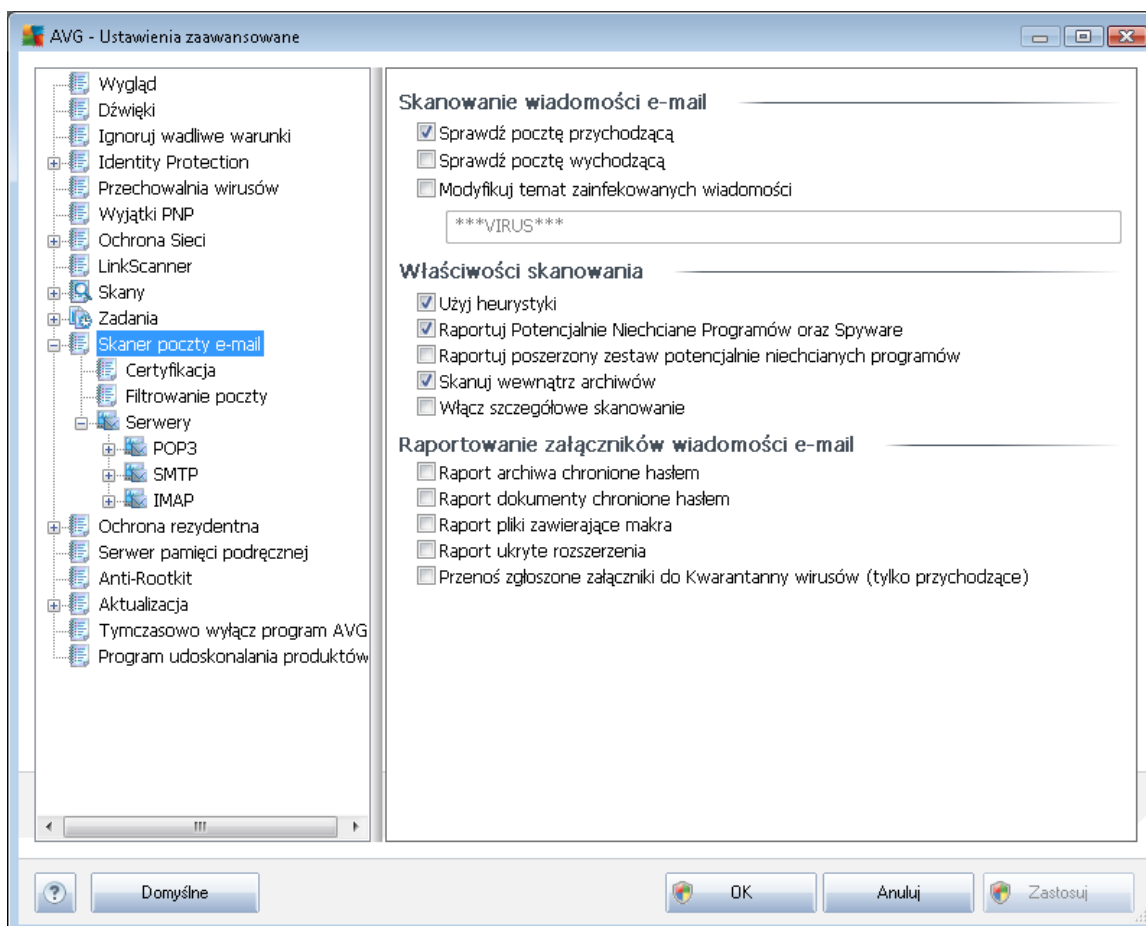 AVG - Ustawienia zaawansowane
Wygląd
Dźwięki
Ignoruj wadliwe warunki
Identity Protection
Przechowalnia wirusów
Wyjątki PNP
Ochrona Sieci
LinkScanner
Skany
Zadania
Skaner poczty e-mail
Certyfikacja
Filtrowanie poczty
Serwery
POP3
SMTP
IMAP
Ochrona rezydentna
Serwer pamięci podręcznej
Anti-Rootkit
Aktualizacja
Tymczasowo wyłącz program AVG
Program udoskonalania produktów
Skanowanie wiadomości e-mail
Sprawdź pocztę przychodzącą
Sprawdź pocztę wychodzącą
Modyfikuj temat zainfekowanych wiadomości
***VIRUS***
Właściwości skanowania
Użyj heurystyki
Raportuj Potencjalnie Niechciane Programów oraz Spyware
Raportuj poszerzony zestaw potencjalnie niechcianych programów
Skanuj wewnątrz archiwów
Włącz szczegółowe skanowanie
Raportowanie załączników wiadomości e-mail
Raport archiwa chronione hasłem
Raport dokumenty chronione hasłem
Raport pliki zawierające makra
Raport ukryte rozszerzenia
Przenoś zgłoszone załączniki do Kwarantanny wirusów (tylko przychodzące)
?
Domyślne
OK
Anuluj
Zastosuj